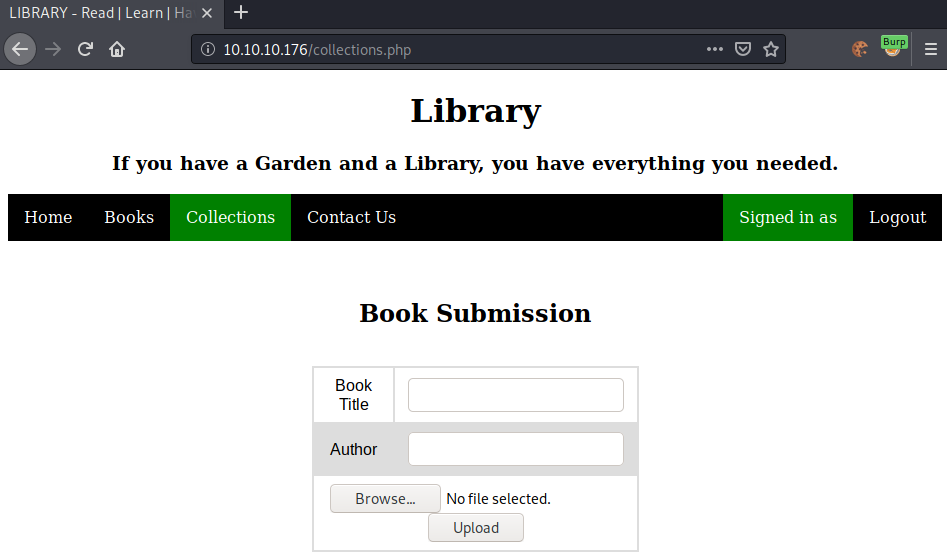 LIBRARY - Read | Learn | Ha
10.10.10.176/collections.php
Burp
Library
If you have a Garden and a Library, you have everything you needed.
Home Books Collections Contact Us Signed in as Logout
Book Submission
Book
Title
Author
Browse... No file selected.
Upload